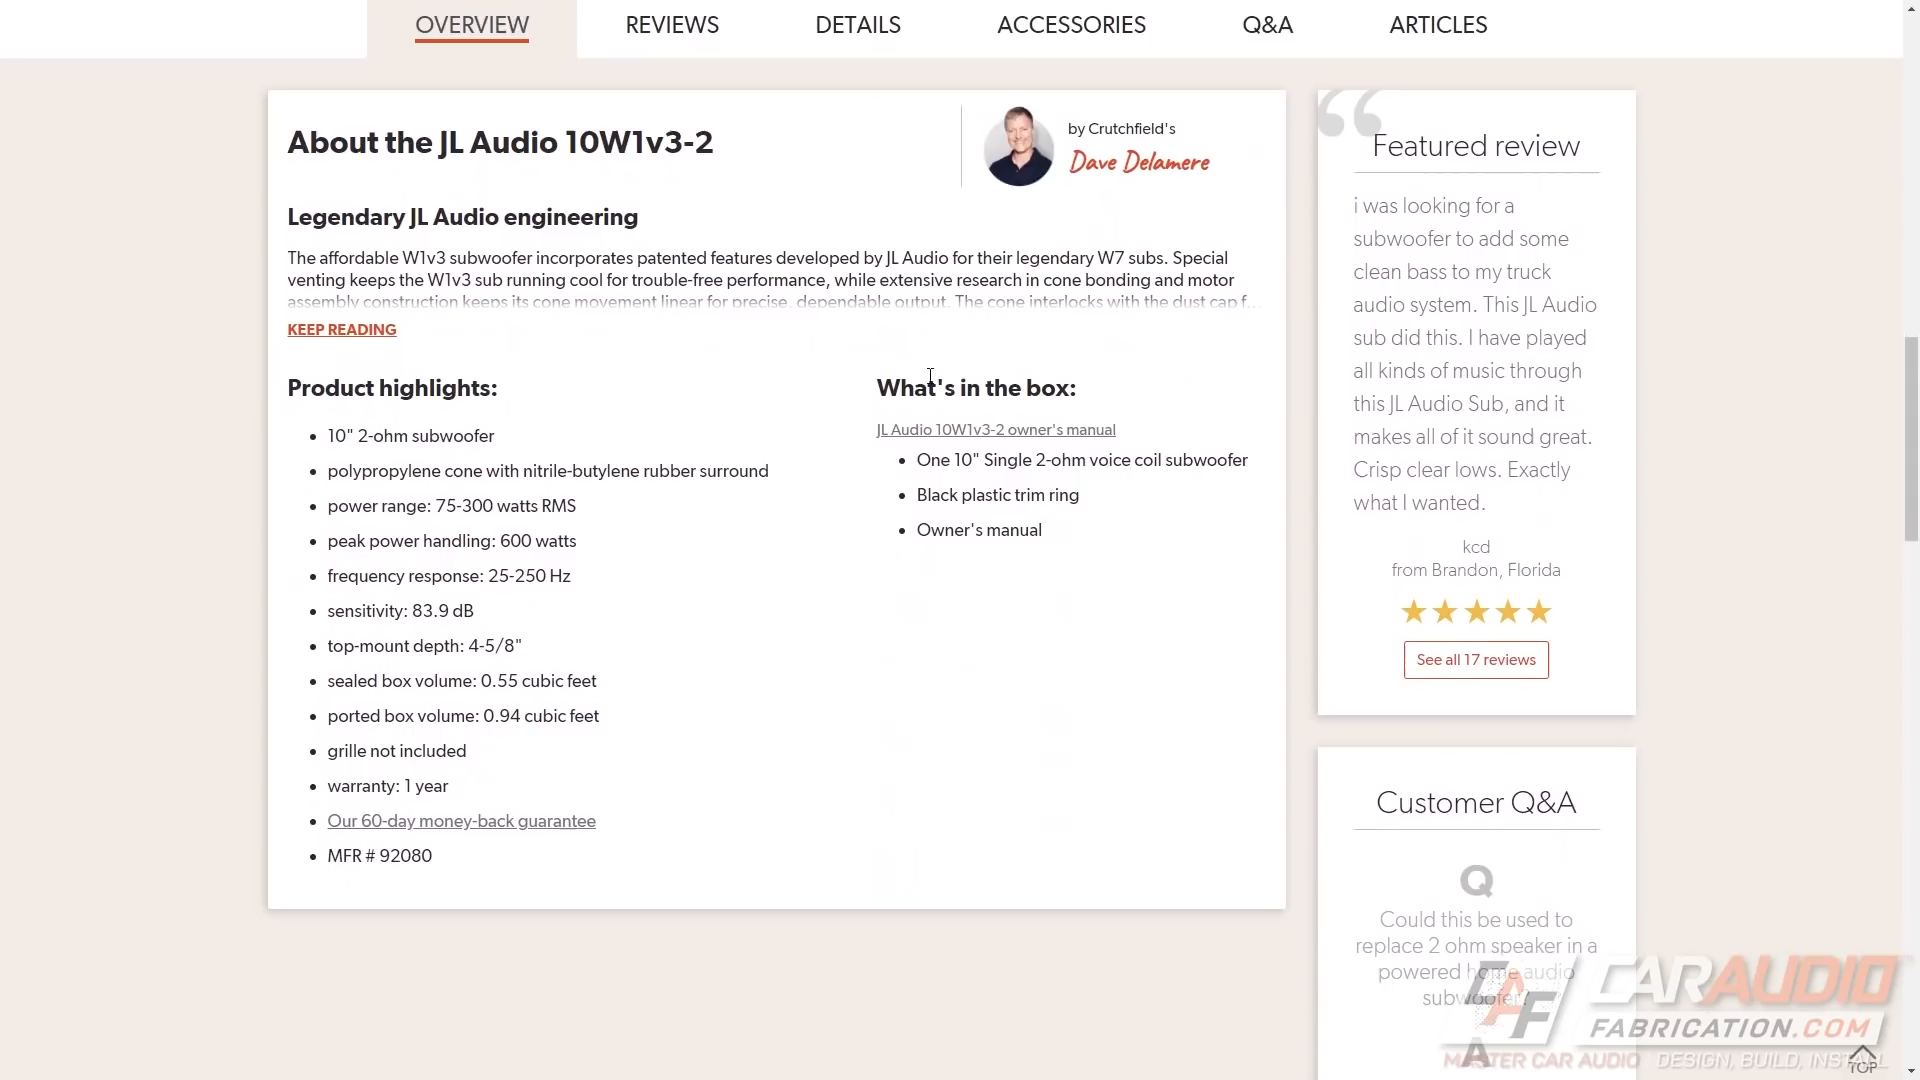 OVERVIEW
REVIEWS
DETAILS
ACCESSORIES
Q&A
ARTICLES
About the JL Audio 10W1v3-2
by Crutchfield's
Dave Delamere
Legendary JL Audio engineering
The affordable W1v3 subwoofer incorporates patented features developed by JL Audio for their legendary W7 subs. Special
venting keeps the W1v3 sub running cool for trouble-free performance, while extensive research in cone bonding and motor
assembly construction keeps its cone movement linear for precise, dependable output. The cone interlocks with the dust cap f...
KEEP READING
Product highlights:
• 10" 2-ohm subwoofer
• polypropylene cone with nitrile-butylene rubber surround
• power range: 75-300 watts RMS
• peak power handling: 600 watts
• frequency response: 25-250 Hz
• sensitivity: 83.9 dB
• top-mount depth: 4-5/8"
• sealed box volume: 0.55 cubic feet
• ported box volume: 0.94 cubic feet
• grille not included
• warranty: 1 year
• Our 60-day money-back guarantee
• MFR # 92080
What's in the box:
JL Audio 10W1v3-2 owner's manual
• One 10" Single 2-ohm voice coil subwoofer
• Black plastic trim ring
• Owner's manual
Featured review
i was looking for a
subwoofer to add some
clean bass to my truck
audio system. This JL Audio
sub did this. I have played
all kinds of music through
this JL Audio Sub, and it
makes all of it sound great.
Crisp clear lows. Exactly
what I wanted.
kcd
from Brandon, Florida
See all 17 reviews
Customer Q&A
Q
Could this be used to
replace 2 ohm speaker in a
powered home audio
subwoofer?
A
CAF
CARAUDIO
FABRICATION.COM
MASTER CAR AUDIO DESIGN, BUILD, INSTALL
TOP